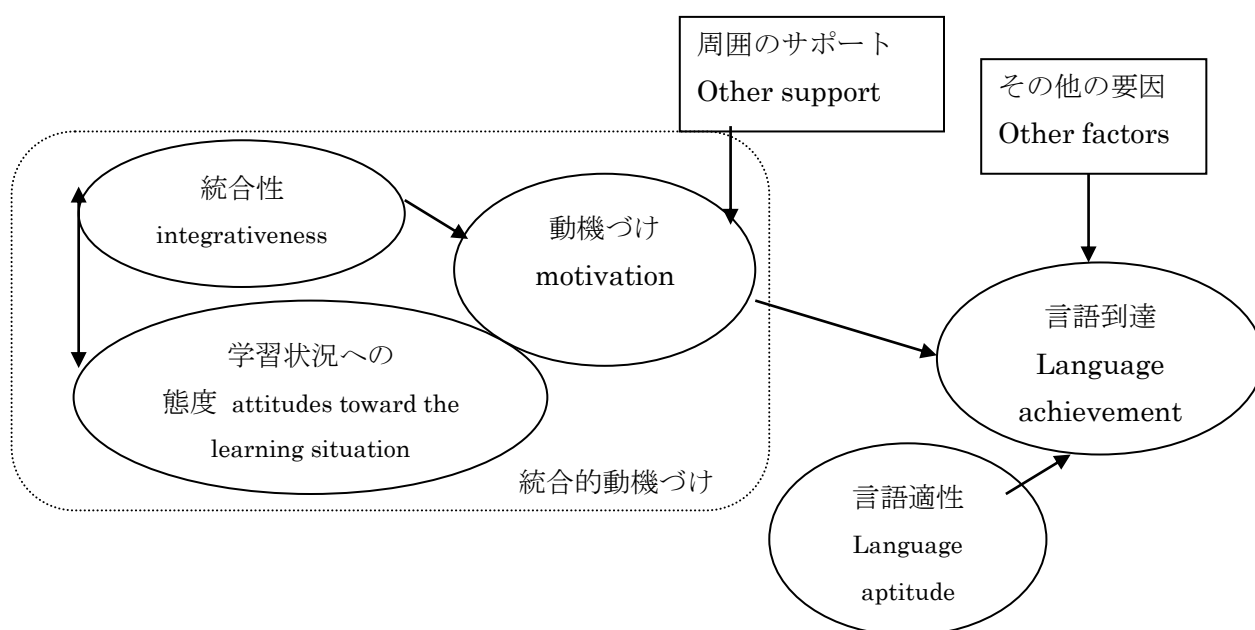 周囲のサポート
Other support
その他の要因
Other factors
統合性
integrativeness
動機づけ
motivation
学習状況への
態度 attitudes toward the
learning situation
統合的動機づけ
言語到達
Language
achievement
言語適性
Language
aptitude